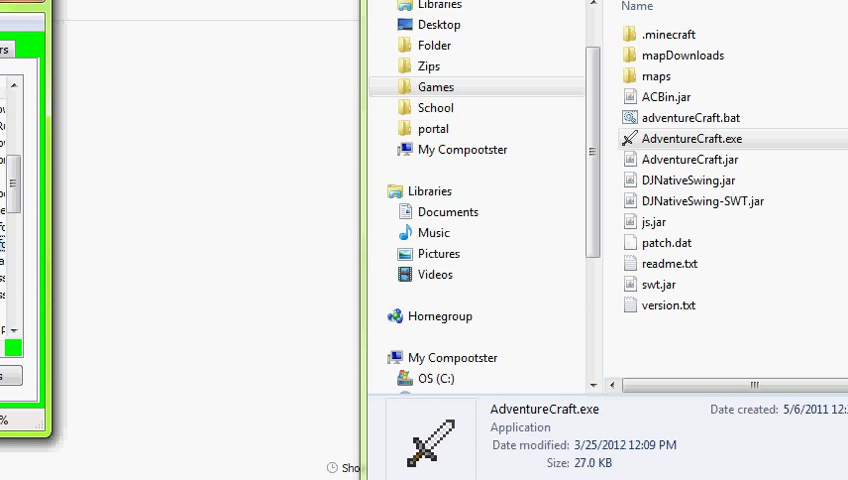 Libraries
Desktop
Folder
Zips
Games
School
portal
My Compootster
Libraries
Documents
Music
Pictures
Videos
Homegroup
My Compootster
OS (C:)
Name
.minecraft
mapDownloads
maps
ACBin.jar
adventureCraft.bat
AdventureCraft.exe
AdventureCraft.jar
DJNativeSwing.jar
DJNativeSwing-SWT.jar
js.jar
patch.dat
readme.txt
swt.jar
version.txt
AdventureCraft.exe Date created: 5/6/2011 12:
Application
Date modified: 3/25/2012 12:09 PM
Size: 27.0 KB
rs
%
Sho